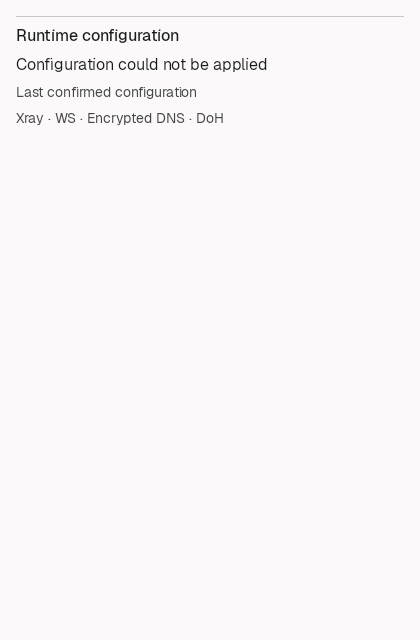 Runtime configuration
Configuration could not be applied
Last confirmed configuration
Xray · WS · Encrypted DNS · DoH